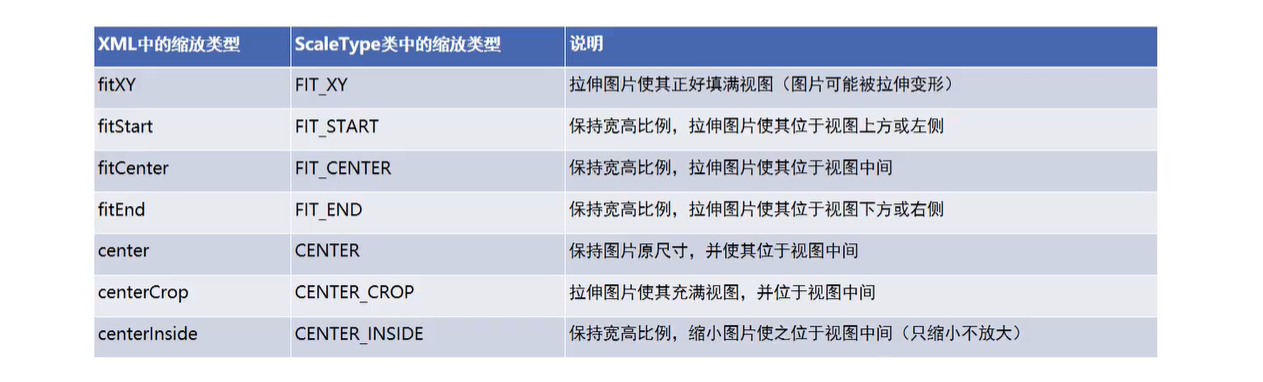 XML中的缩放类型 ScaleType类中的缩放类型 说明
fitXY FIT_XY 拉伸图片使其正好填满视图（图片可能被拉伸变形）
fitStart FIT_START 保持宽高比例，拉伸图片使其位于视图上方或左侧
fitCenter FIT_CENTER 保持宽高比例，拉伸图片使其位于视图中间
fitEnd FIT_END 保持宽高比例，拉伸图片使其位于视图下方或右侧
center CENTER 保持图片原尺寸，并使其位于视图中间
centerCrop CENTER_CROP 拉伸图片使其充满视图，并位于视图中间
centerInside CENTER_INSIDE 保持宽高比例，缩小图片使之位于视图中间（只缩小不放大）